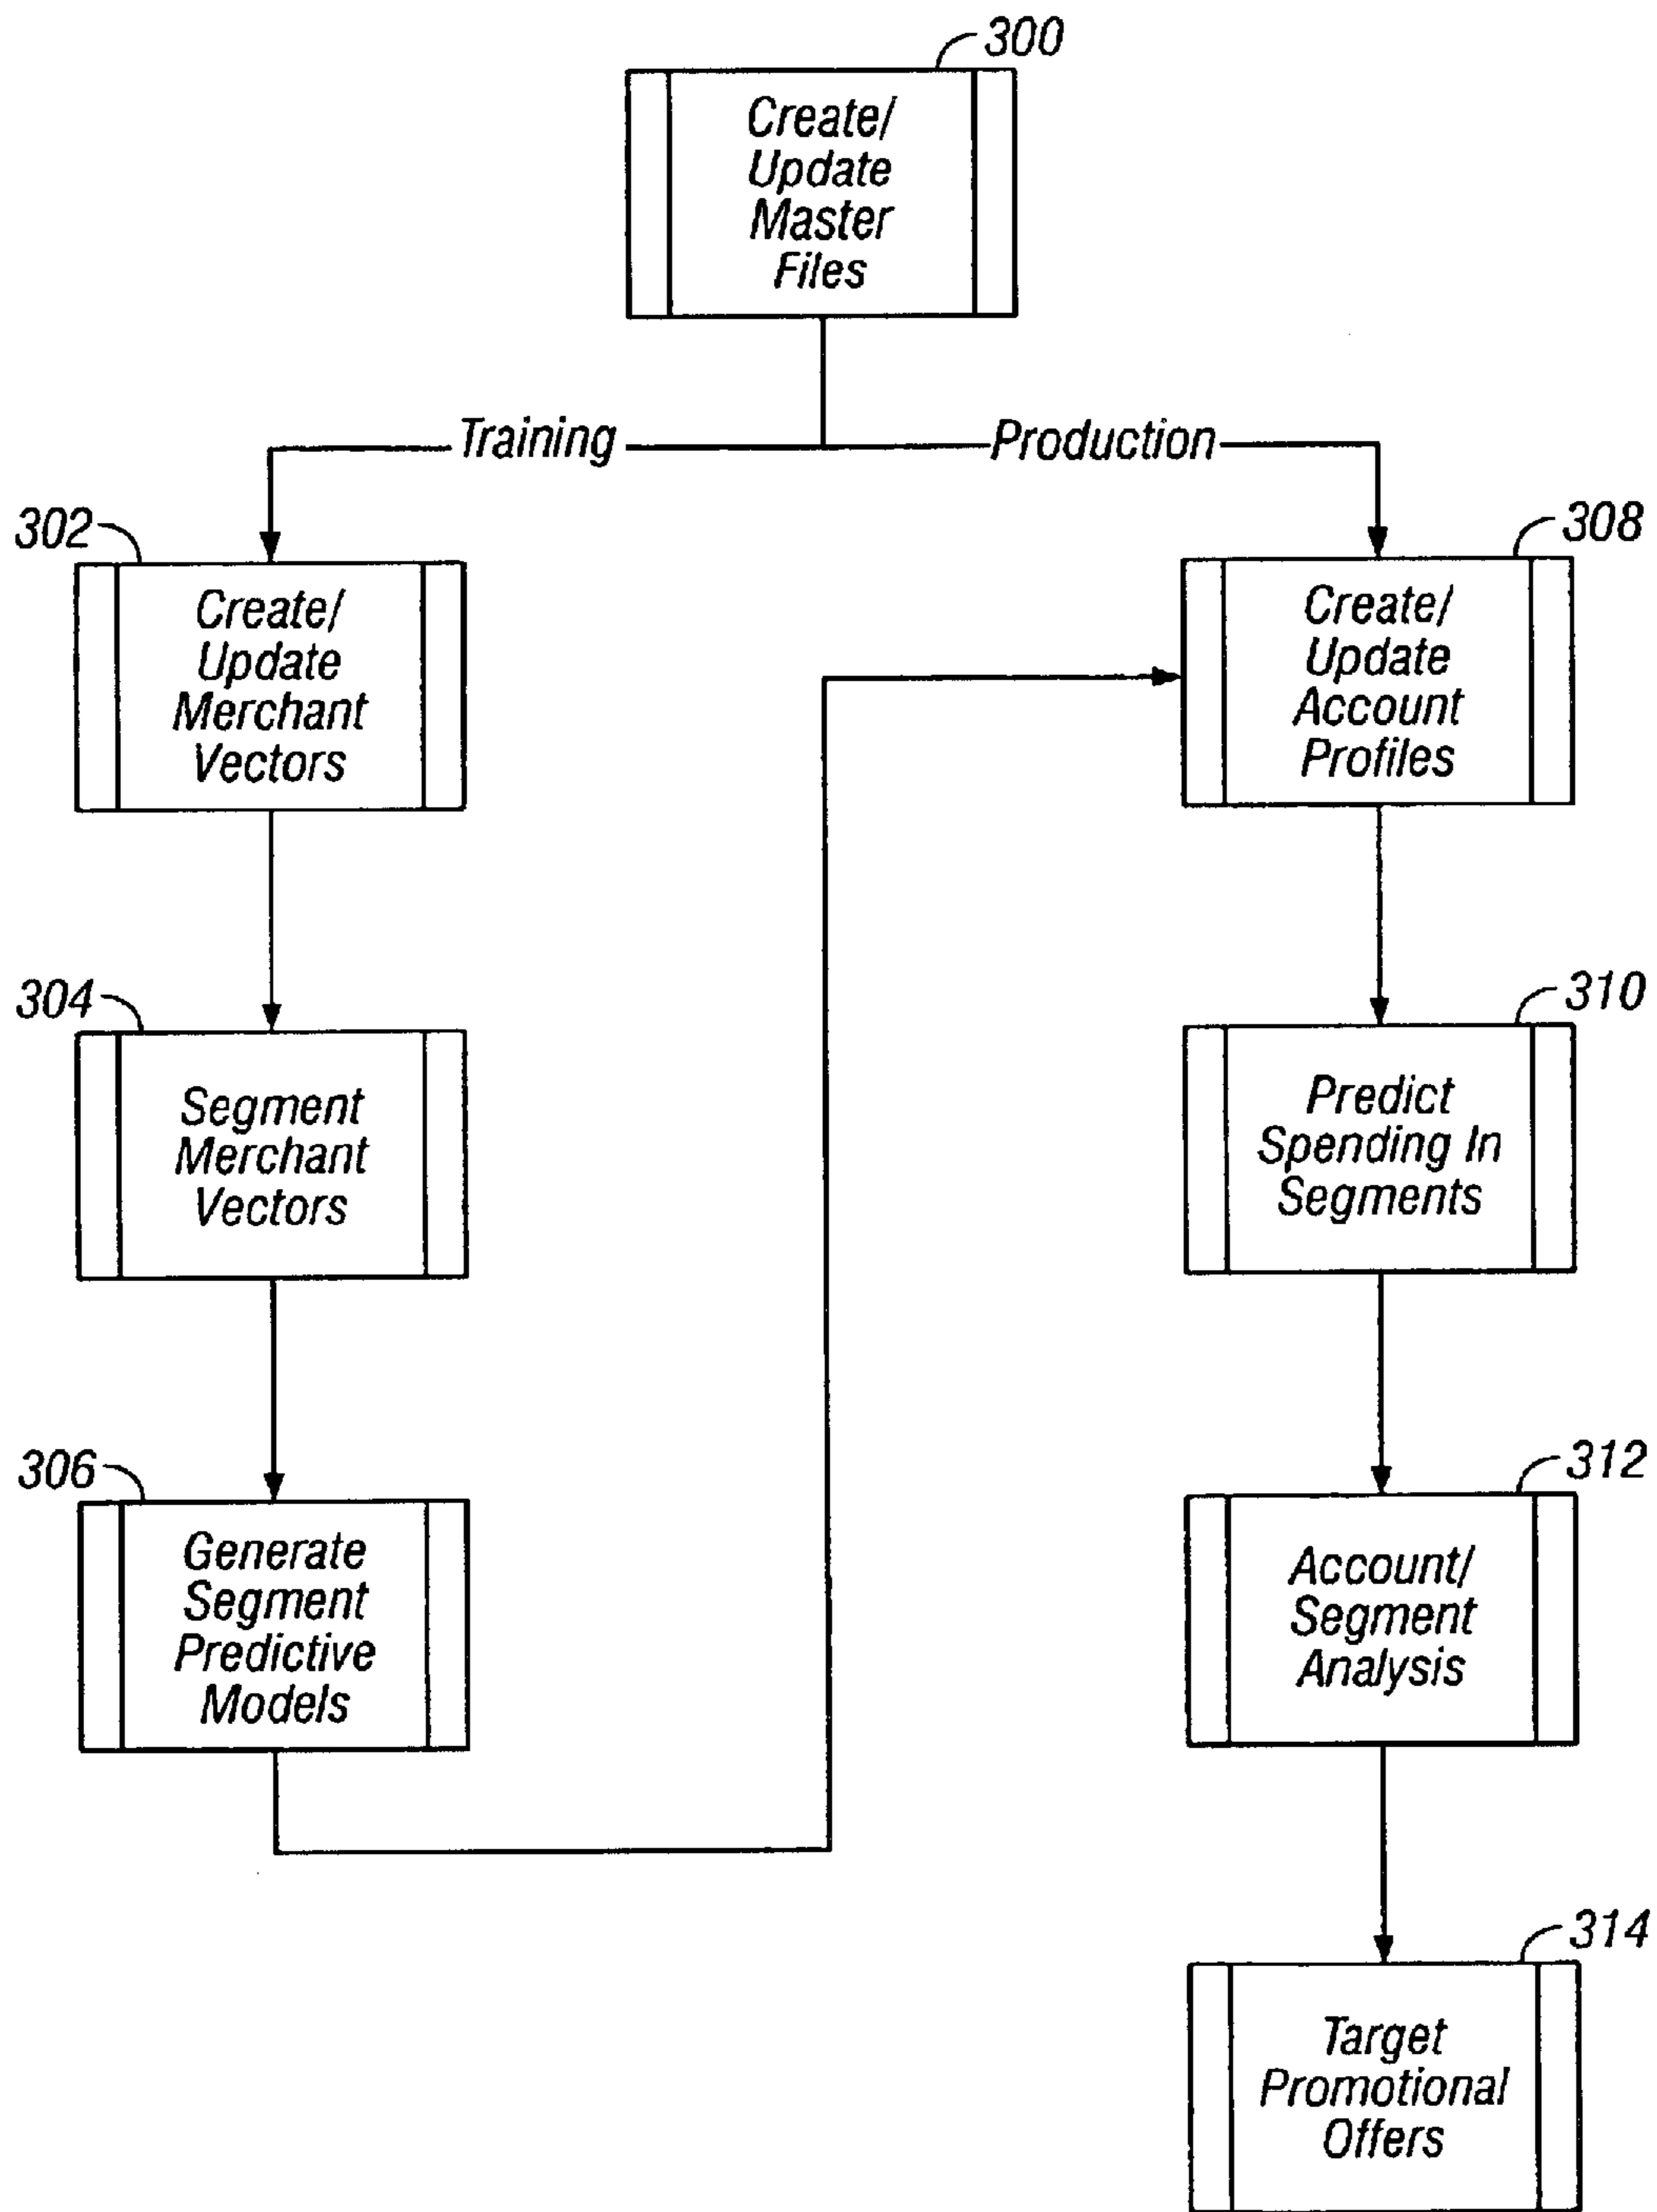 300
Create/
Update
Master
Files
Training
Production
302
Create/
Update
Merchant
Vectors
304
Segment
Merchant
Vectors
306
Generate
Segment
Predictive
Models
308
Create/
Update
Account
Profiles
310
Predict
Spending In
Segments
312
Account/
Segment
Analysis
314
Target
Promotional
Offers